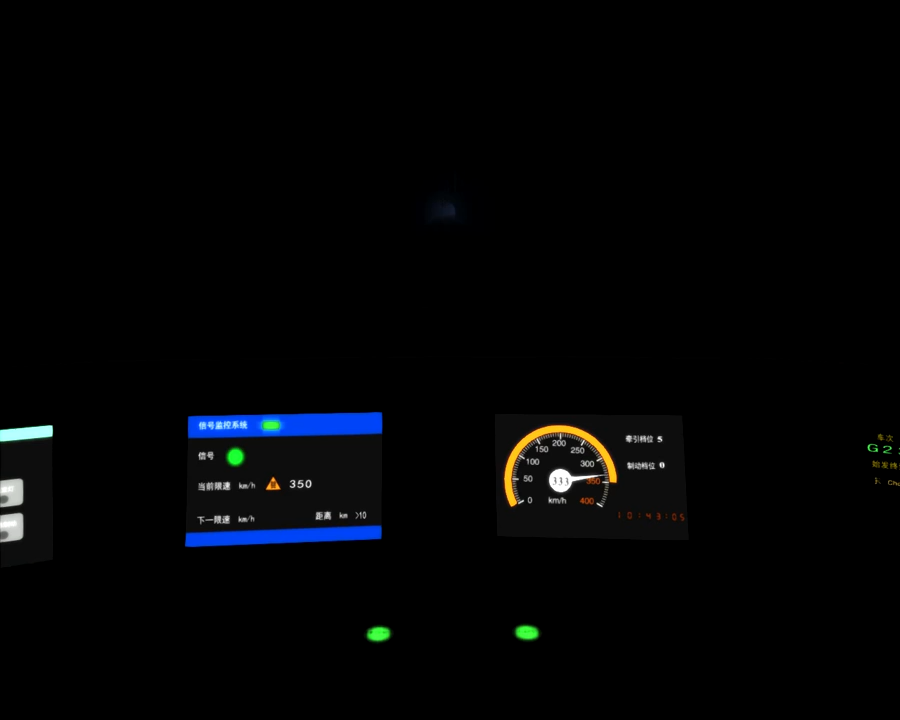 信号监控系统
信号
当前限速 km/h 350
下一限速 km/h 距离 km >10
0 50 100 150 200 250 300 350 400
333
km/h
牵引档位 5
制动档位 0
10:43:05
车次